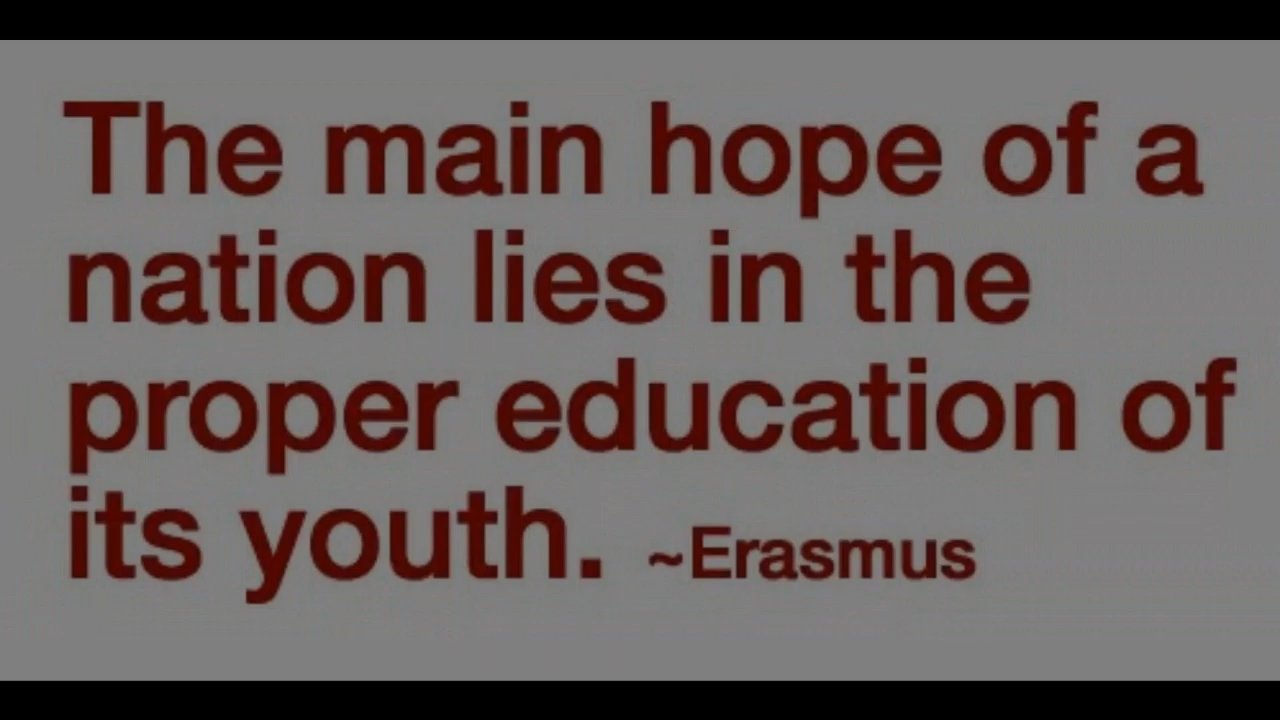 The main hope of a
nation lies in the
proper education of
its youth. ~Erasmus